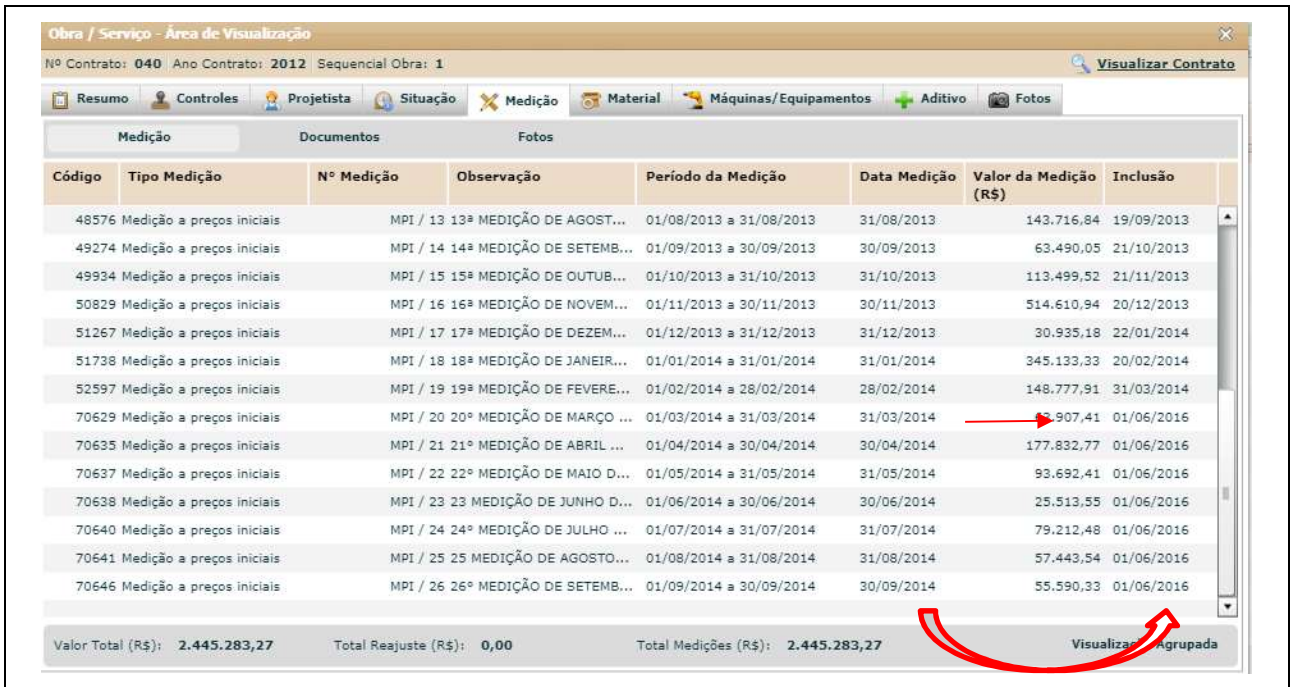 Obra / Serviço - Área de Visualização
Nº Contrato: 040 Ano Contrato: 2012 Sequencial Obra: 1 Visualizar Contrato
Resumo Controles Projetista Situação Medição Material Máquinas/Equipamentos Aditivo Fotos
Medição Documentos Fotos
Código Tipo Medição Nº Medição Observação Período da Medição Data Medição Valor da Medição (R$) Inclusão
48576 Medição a preços iniciais MPI / 13 13ª MEDIÇÃO DE AGOST... 01/08/2013 a 31/08/2013 31/08/2013 143.716,84 19/09/2013
49274 Medição a preços iniciais MPI / 14 14ª MEDIÇÃO DE SETEMB... 01/09/2013 a 30/09/2013 30/09/2013 63.490,05 21/10/2013
49934 Medição a preços iniciais MPI / 15 15ª MEDIÇÃO DE OUTUB... 01/10/2013 a 31/10/2013 31/10/2013 113.499,52 21/11/2013
50829 Medição a preços iniciais MPI / 16 16ª MEDIÇÃO DE NOVEM... 01/11/2013 a 30/11/2013 30/11/2013 514.610,94 20/12/2013
51267 Medição a preços iniciais MPI / 17 17ª MEDIÇÃO DE DEZEM... 01/12/2013 a 31/12/2013 31/12/2013 30.935,18 22/01/2014
51738 Medição a preços iniciais MPI / 18 18ª MEDIÇÃO DE JANEIR... 01/01/2014 a 31/01/2014 31/01/2014 345.133,33 20/02/2014
52597 Medição a preços iniciais MPI / 19 19ª MEDIÇÃO DE FEVERE... 01/02/2014 a 28/02/2014 28/02/2014 148.777,91 31/03/2014
70629 Medição a preços iniciais MPI / 20 20º MEDIÇÃO DE MARÇO ... 01/03/2014 a 31/03/2014 31/03/2014 01/06/2016
70635 Medição a preços iniciais MPI / 21 21º MEDIÇÃO DE ABRIL ... 01/04/2014 a 30/04/2014 30/04/2014 177.832,77 01/06/2016
70637 Medição a preços iniciais MPI / 22 22º MEDIÇÃO DE MAIO D... 01/05/2014 a 31/05/2014 31/05/2014 93.692,41 01/06/2016
70638 Medição a preços iniciais MPI / 23 23 MEDIÇÃO DE JUNHO D... 01/06/2014 a 30/06/2014 30/06/2014 25.513,55 01/06/2016
70640 Medição a preços iniciais MPI / 24 24º MEDIÇÃO DE JULHO ... 01/07/2014 a 31/07/2014 31/07/2014 79.212,48 01/06/2016
70641 Medição a preços iniciais MPI / 25 25 MEDIÇÃO DE AGOSTO... 01/08/2014 a 31/08/2014 31/08/2014 57.443,54 01/06/2016
70646 Medição a preços iniciais MPI / 26 26º MEDIÇÃO DE SETEMB... 01/09/2014 a 30/09/2014 30/09/2014 55.590,33 01/06/2016
Valor Total (R$): 2.445.283,27 Total Reajuste (R$): 0,00 Total Medições (R$): 2.445.283,27 Agrupada